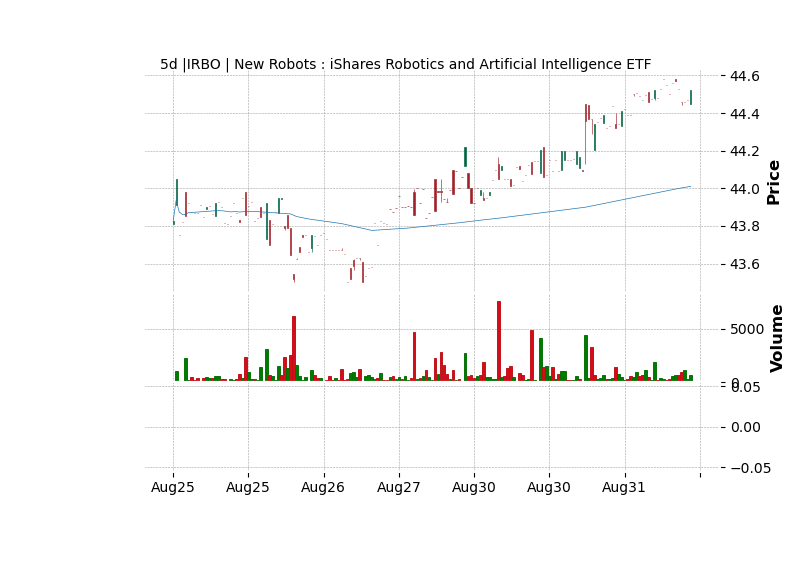 5d |IRBO | New Robots : iShares Robotics and Artificial Intelligence ETF
44.6
44.4
44.2
44.0
43.8
43.6
Price
5000
0
Volume
0.05
0.00
−0.05
Aug25 Aug25 Aug26 Aug27 Aug30 Aug30 Aug31